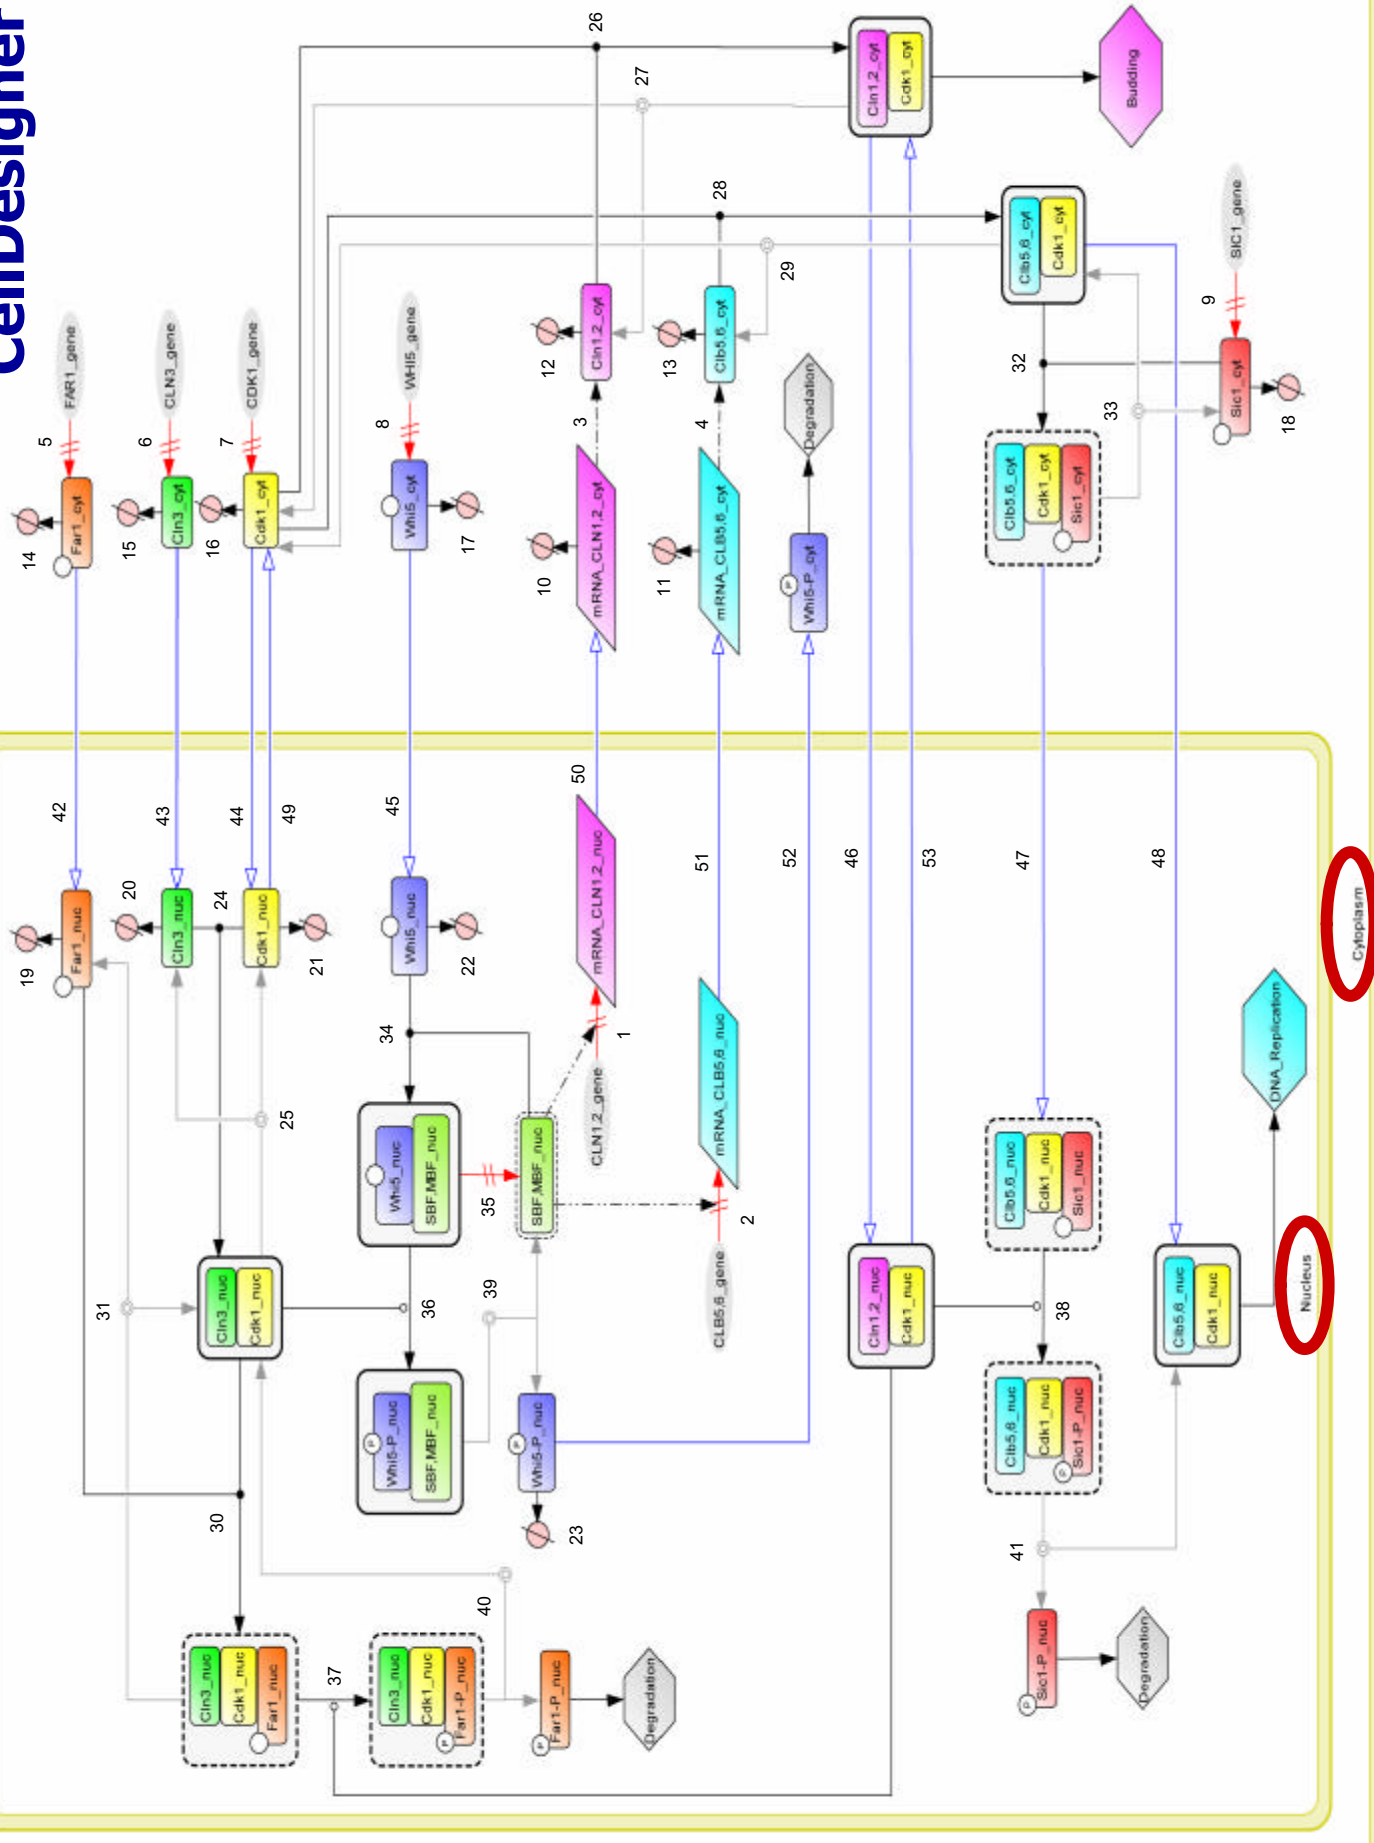 CellDesigner
19
14
Far1_nuc
42
Far1_cyt
5
FAR1_gene
31
20
15
Cln3_nuc
43
Cln3_cyt
6
CLN3_gene
30
24
16
Cln3_nuc
Cdk1_nuc
Far1_nuc
Cln3_nuc
Cdk1_nuc
Cdk1_nuc
44
49
Cdk1_cyt
7
CDK1_gene
25
21
37
Cln3_nuc
Cdk1_nuc
Far1-P_nuc
Whi5-P_nuc
SBF,MBF_nuc
36
Whi5_nuc
SBF,MBF_nuc
34
Whi5_nuc
45
Whi5_cyt
8
WHI5_gene
22
17
40
39
35
Far1-P_nuc
Whi5-P_nuc
SBF,MBF_nuc
23
CLN1,2_gene
1
mRNA_CLN1,2_nuc
50
10
mRNA_CLN1,2_cyt
3
12
Cln1,2_cyt
26
27
Degradation
CLB5,6_gene
2
mRNA_CLB5,6_nuc
51
11
mRNA_CLB5,6_cyt
4
13
Clb5,6_cyt
28
29
52
Whi5-P_cyt
Degradation
46
53
Cln1,2_nuc
Cdk1_nuc
Cln1,2_cyt
Cdk1_cyt
Budding
Clb5,6_nuc
Cdk1_nuc
Sic1-P_nuc
38
Clb5,6_nuc
Cdk1_nuc
Sic1_nuc
47
Clb5,6_cyt
Cdk1_cyt
Sic1_cyt
32
33
Clb5,6_cyt
Cdk1_cyt
41
Sic1-P_nuc
Degradation
Clb5,6_nuc
Cdk1_nuc
48
Sic1_cyt
9
SIC1_gene
18
DNA_Replication
Nucleus
Cytoplasm